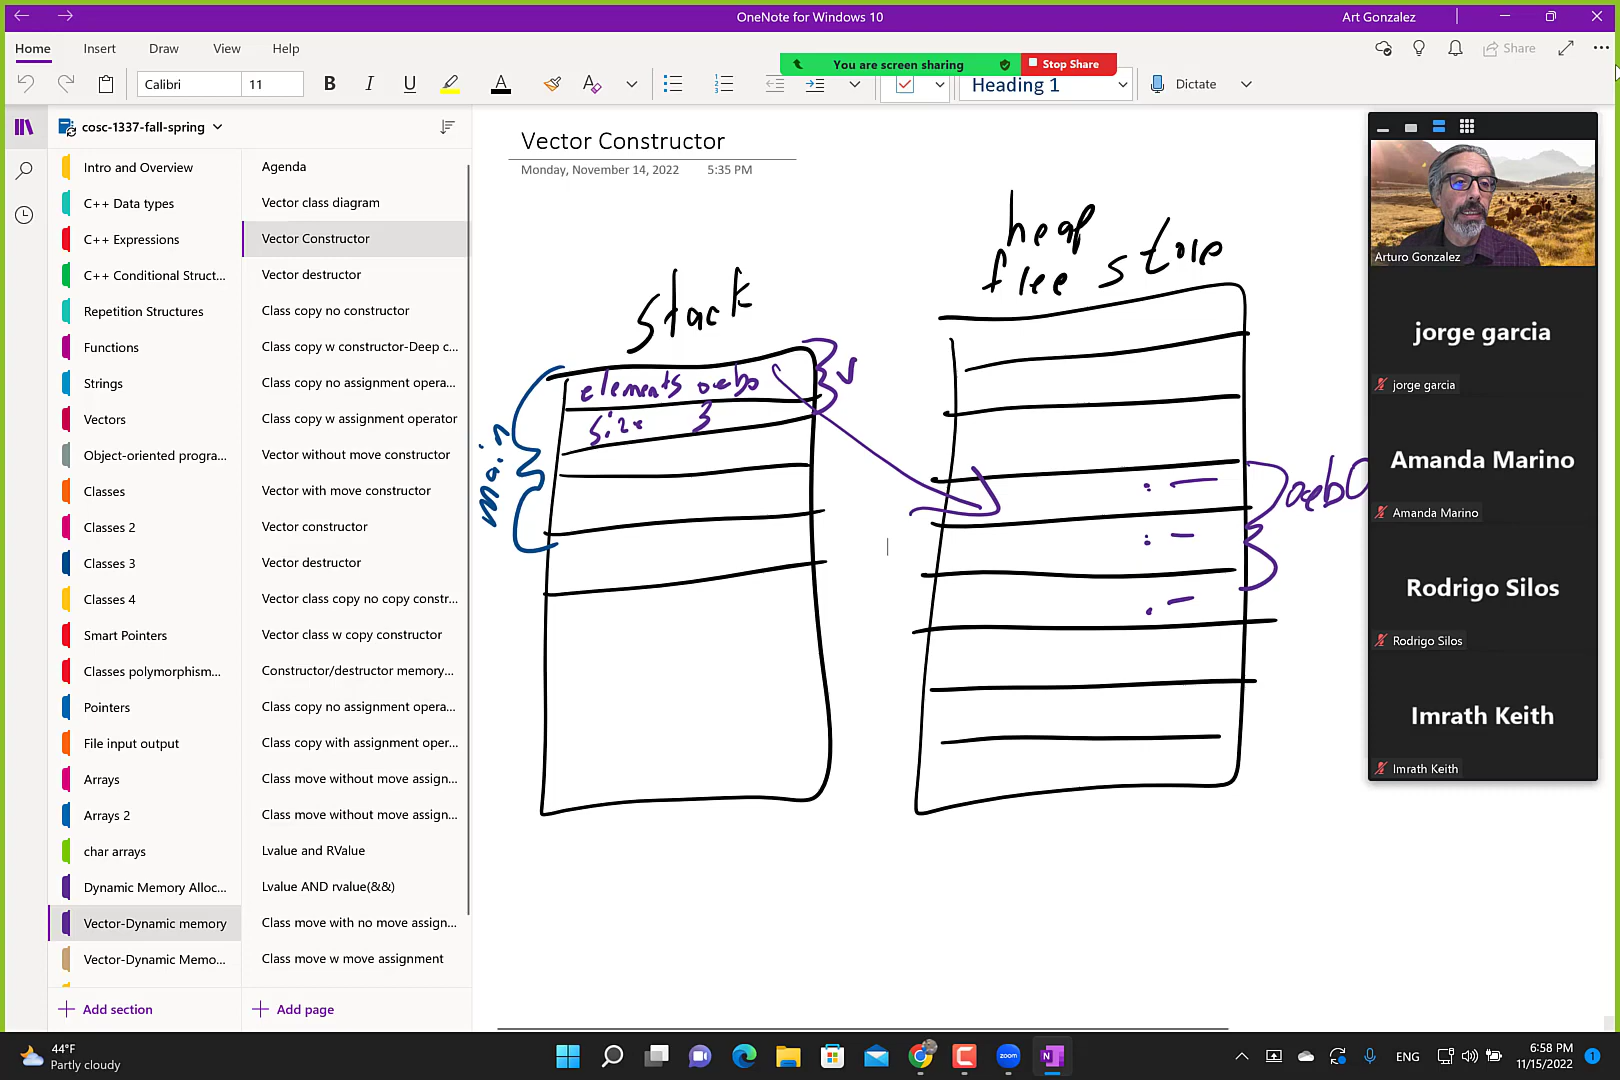 OneNote for Windows 10
Art Gonzalez
Home Insert Draw View Help
Share
You are screen sharing
Stop Share
Calibri
11
B I U
A
Heading 1
Dictate
cosc-1337-fall-spring
Intro and Overview
C++ Data types
C++ Expressions
C++ Conditional Struct...
Repetition Structures
Functions
Strings
Vectors
Object-oriented progra...
Classes
Classes 2
Classes 3
Classes 4
Smart Pointers
Classes polymorphism...
Pointers
File input output
Arrays
Arrays 2
char arrays
Dynamic Memory Alloc...
Vector-Dynamic memory
Vector-Dynamic Memo...
Add section
Agenda
Vector class diagram
Vector Constructor
Vector destructor
Class copy no constructor
Class copy w constructor-Deep c...
Class copy no assignment opera...
Class copy w assignment operator
Vector without move constructor
Vector with move constructor
Vector constructor
Vector destructor
Vector class copy no copy constr...
Vector class w copy constructor
Constructor/destructor memory...
Class copy no assignment opera...
Class copy with assignment oper...
Class move without move assign...
Class move without move assign...
Lvalue and RValue
Lvalue AND rvalue(&&)
Class move with no move assign...
Class move w move assignment
Add page
Vector Constructor
Monday, November 14, 2022 5:35 PM
stack
elements oxebo
size 3
v
main
heap
free store
oxeb0
Arturo Gonzalez
jorge garcia
jorge garcia
Amanda Marino
Amanda Marino
Rodrigo Silos
Rodrigo Silos
Imrath Keith
Imrath Keith
44°F
Partly cloudy
zoom
N
ENG
6:58 PM
11/15/2022
1